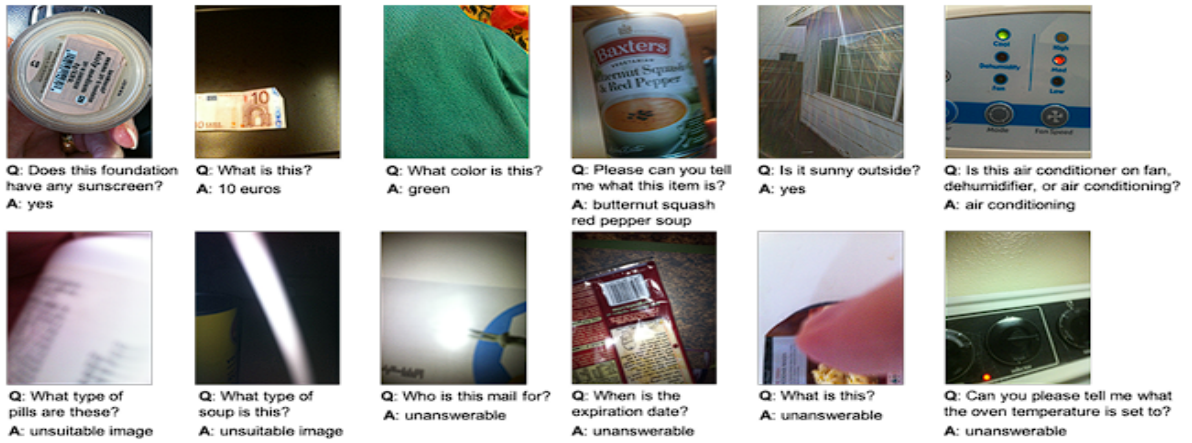 Baxters
VEGETARIAN
Butternut Squash
& Red Pepper
10
Cool
High
Dehumidify
Med
Fan
Low
Mode
Fan Speed
Q: Does this foundation
have any sunscreen?
A: yes
Q: What is this?
A: 10 euros
Q: What color is this?
A: green
Q: Please can you tell
me what this item is?
A: butternut squash
red pepper soup
Q: Is it sunny outside?
A: yes
Q: Is this air conditioner on fan,
dehumidifier, or air conditioning?
A: air conditioning
Q: What type of
pills are these?
A: unsuitable image
Q: What type of
soup is this?
A: unsuitable image
Q: Who is this mail for?
A: unanswerable
Q: When is the
expiration date?
A: unanswerable
Q: What is this?
A: unanswerable
Q: Can you please tell me what
the oven temperature is set to?
A: unanswerable